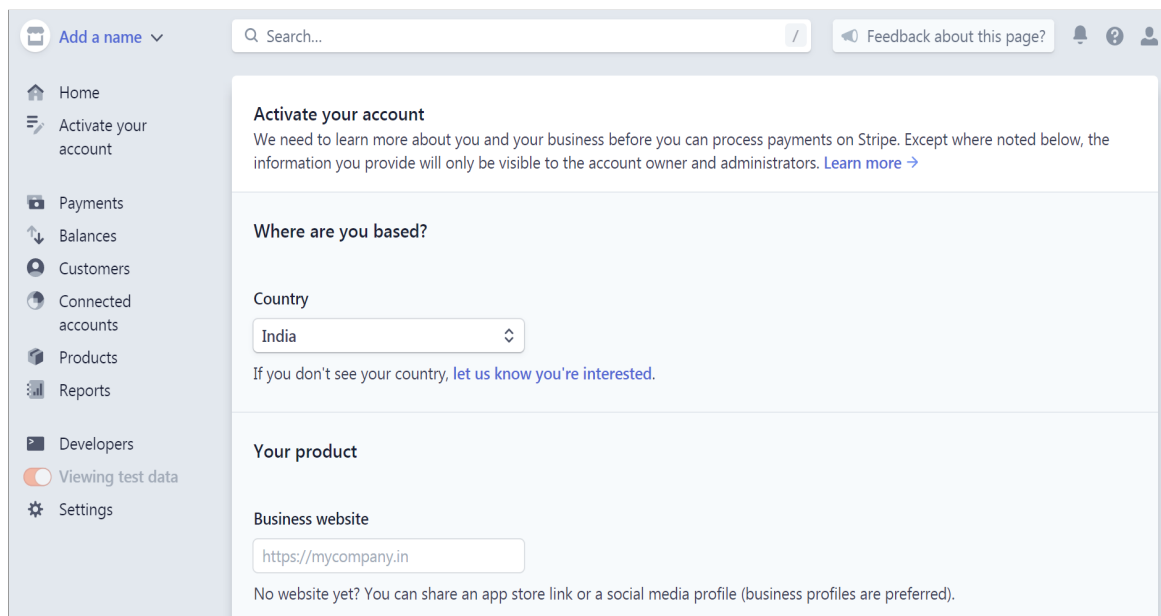 Add a name
Search...
/
Feedback about this page?
Home
Activate your
account
Payments
Balances
Customers
Connected
accounts
Products
Reports
Developers
Viewing test data
Settings
Activate your account
We need to learn more about you and your business before you can process payments on Stripe. Except where noted below, the
information you provide will only be visible to the account owner and administrators. Learn more →
Where are you based?
Country
India
If you don't see your country, let us know you're interested.
Your product
Business website
https://mycompany.in
No website yet? You can share an app store link or a social media profile (business profiles are preferred).